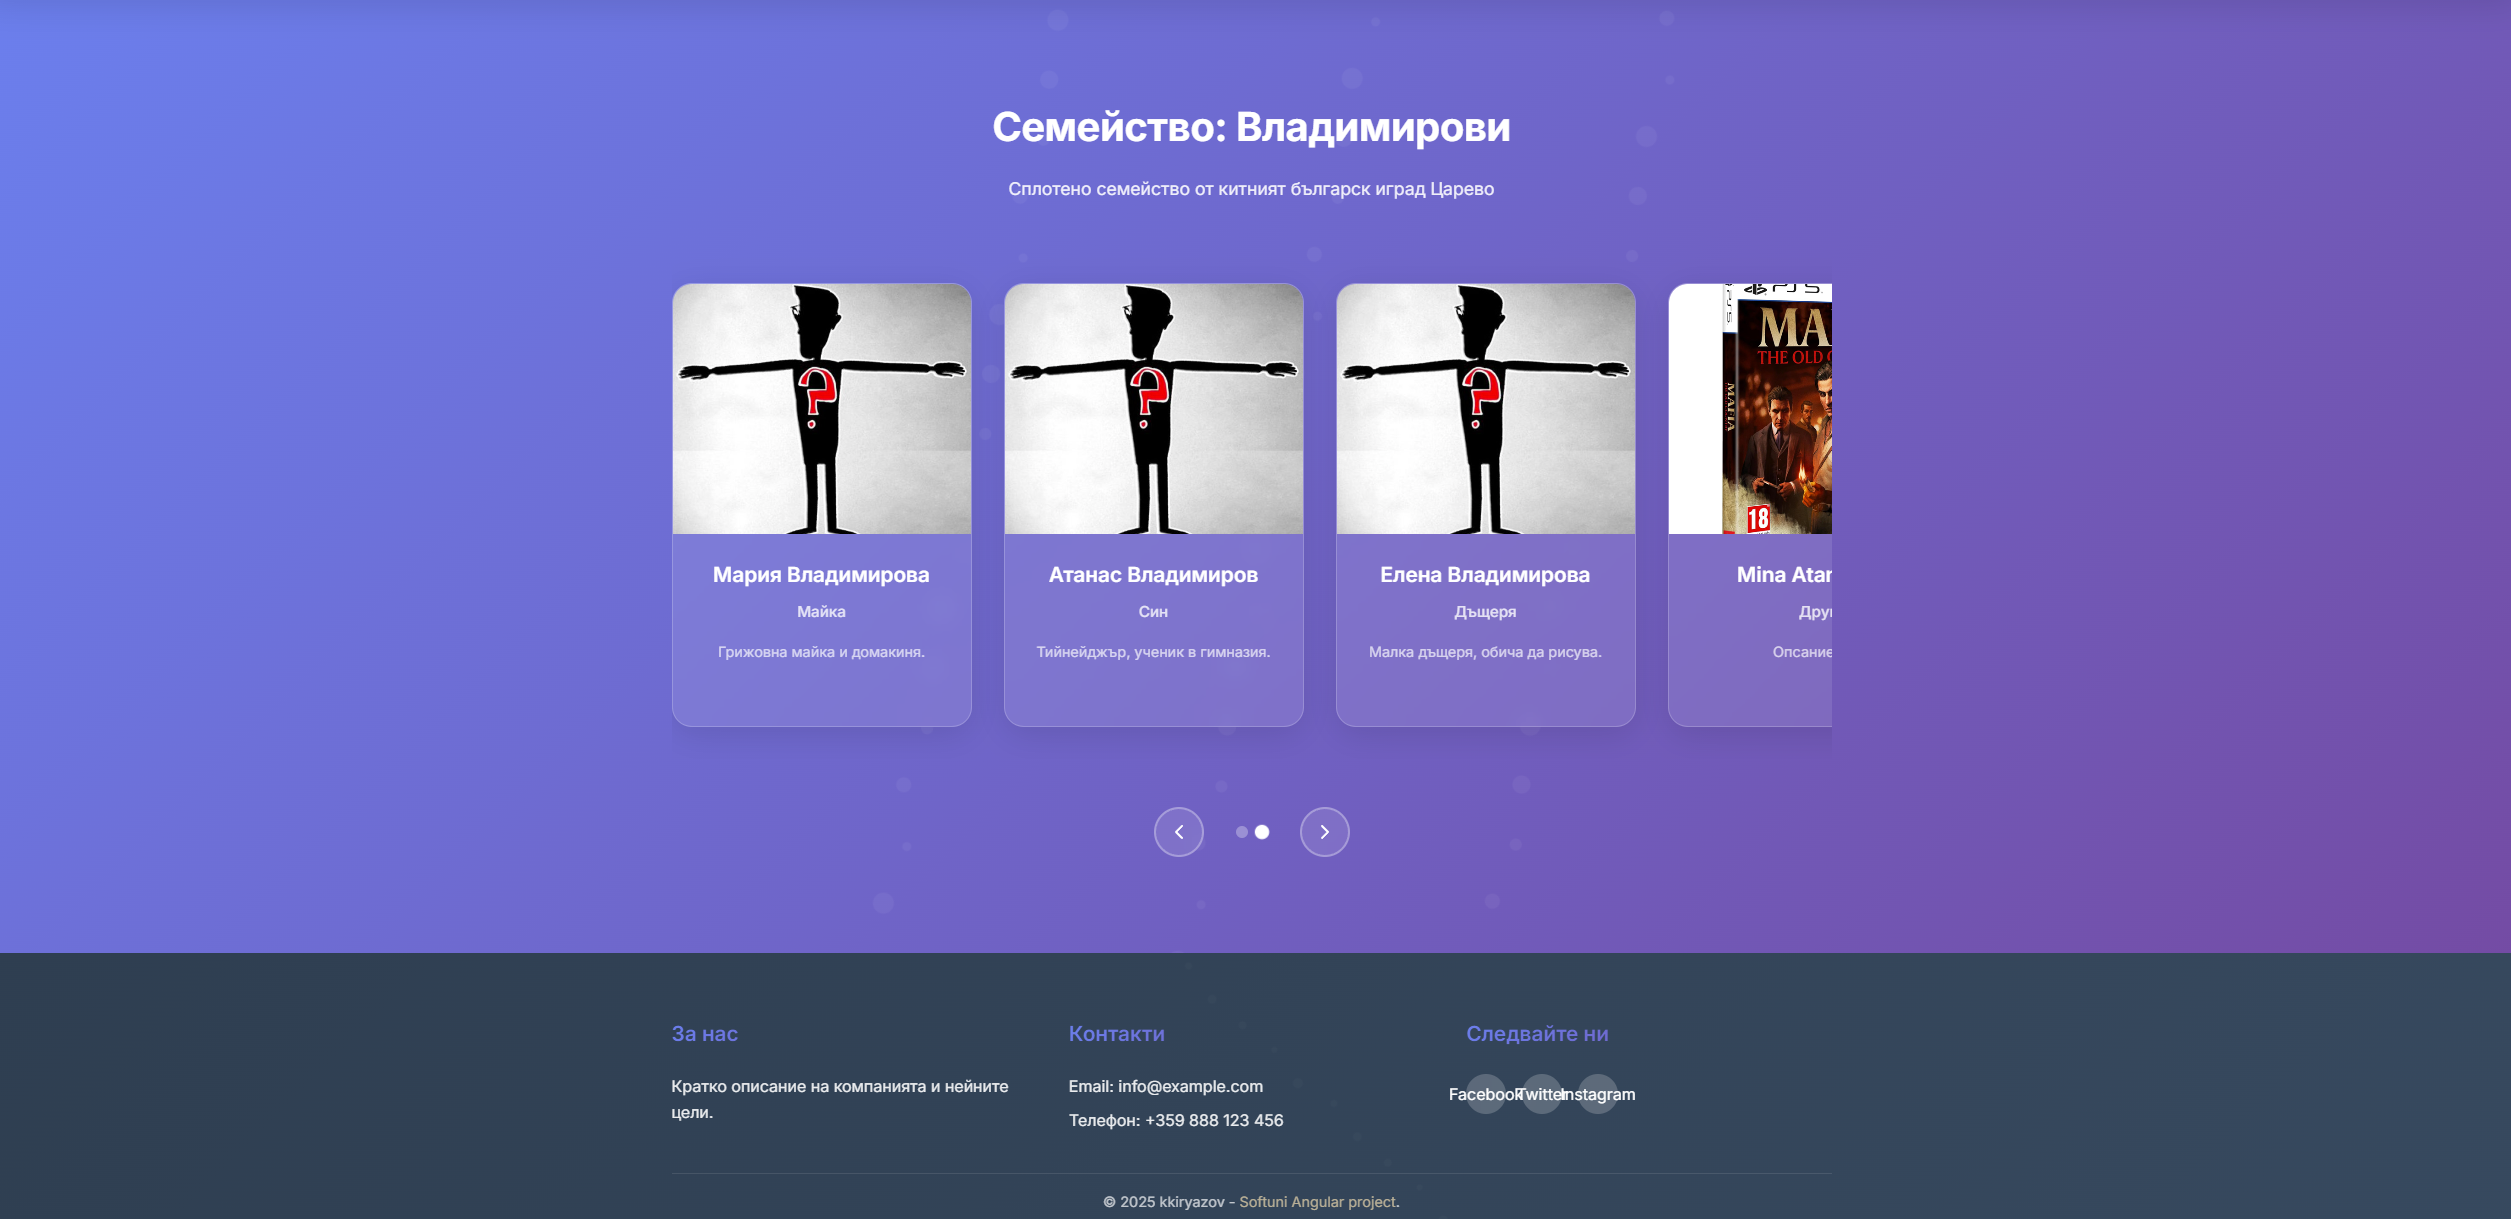 Семейство: Владимирови
Сплотено семейство от китният българск иград Царево
?
?
?
PS5
MA
THE OLD
MAFIA
18
Мария Владимирова
Майка
Грижовна майка и домакиня.
Атанас Владимиров
Син
Тийнейджър, ученик в гимназия.
Елена Владимирова
Дъщеря
Малка дъщеря, обича да рисува.
Mina Atar
Дру
Опсание
За нас
Кратко описание на компанията и нейните
цели.
Контакти
Email: info@example.com
Телефон: +359 888 123 456
Следвайте ни
Facebook
Twitter
Instagram
© 2025 kkiryazov - Softuni Angular project.